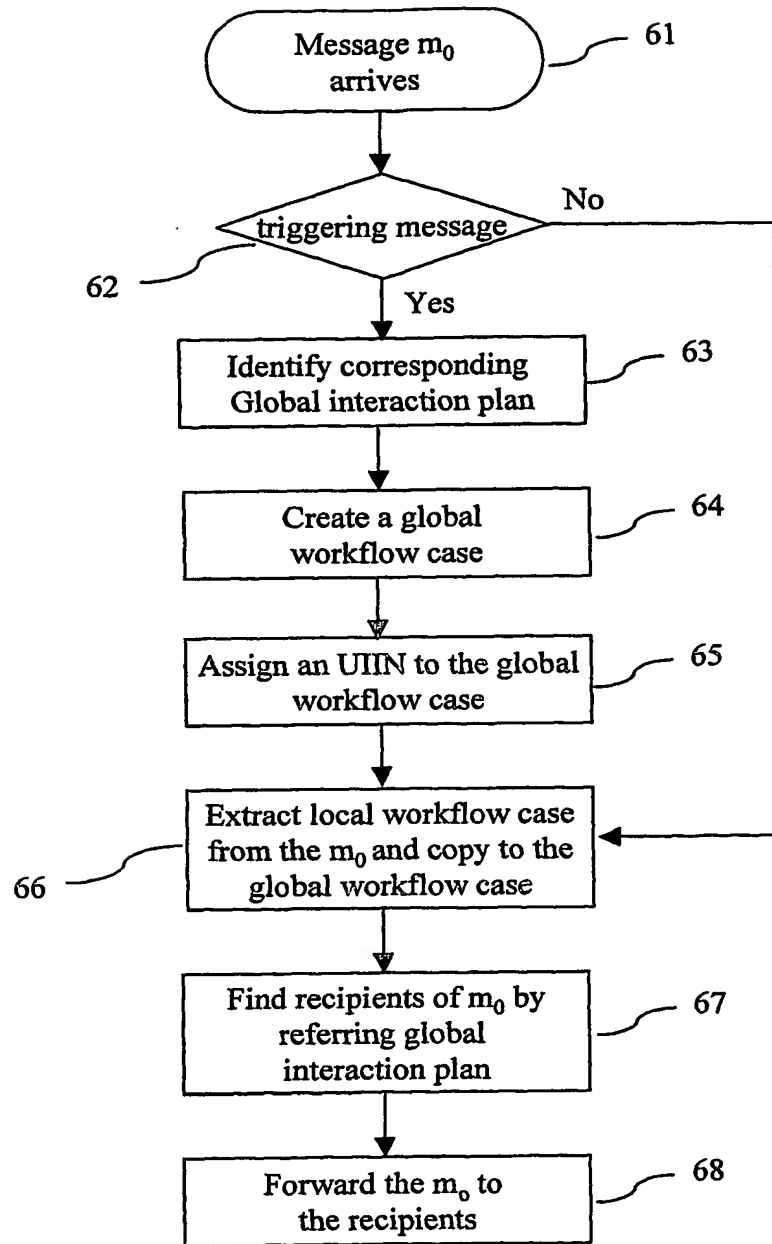 Message m₀
arrives
61
triggering message
No
62
Yes
Identify corresponding
Global interaction plan
63
Create a global
workflow case
64
Assign an UIIN to the global
workflow case
65
Extract local workflow case
from the m₀ and copy to the
global workflow case
66
Find recipients of m₀ by
referring global
interaction plan
67
Forward the m₀ to
the recipients
68